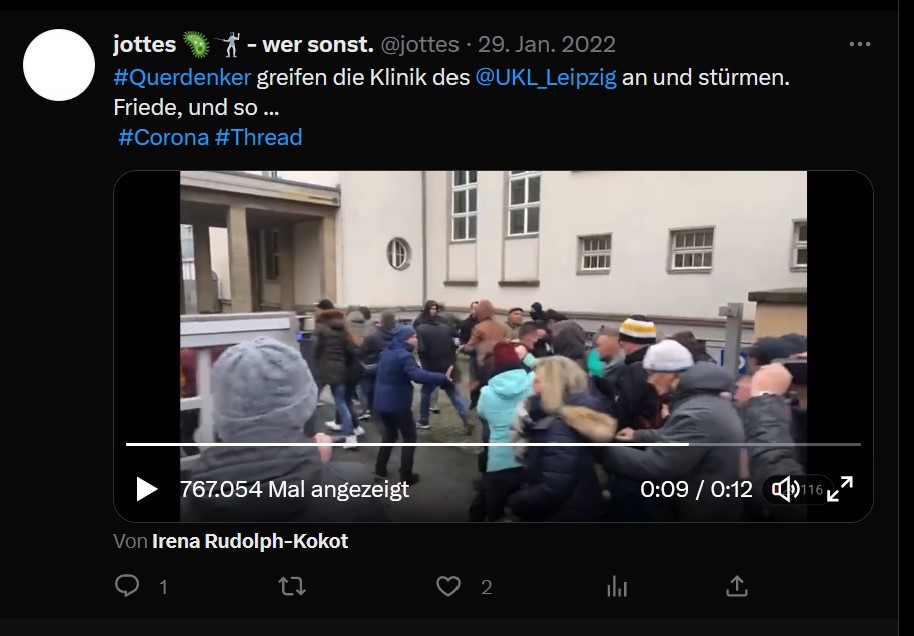 jottes 🦠🤺 - wer sonst. @jottes · 29. Jan. 2022
#Querdenker greifen die Klinik des @UKL_Leipzig an und stürmen.
Friede, und so ...
#Corona #Thread
767.054 Mal angezeigt 0:09 / 0:12 116
Von Irena Rudolph-Kokot
1 2